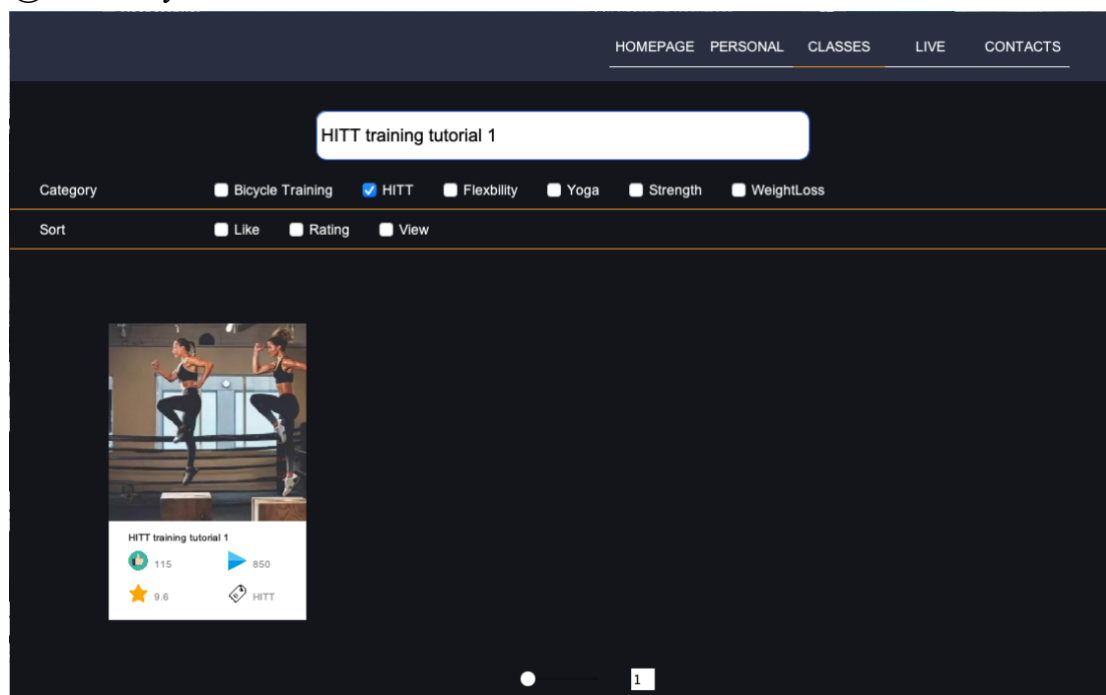 HOMEPAGE PERSONAL CLASSES LIVE CONTACTS
HITT training tutorial 1
Category Bicycle Training HITT Flexbility Yoga Strength WeightLoss
Sort Like Rating View
HITT training tutorial 1
115 850
9.6 HITT
1